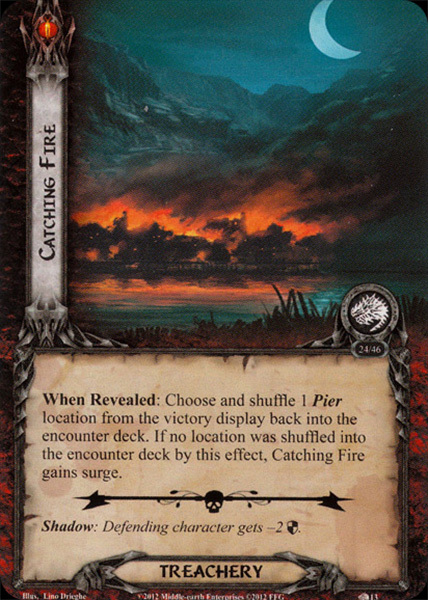 CATCHING FIRE
24/46
When Revealed: Choose and shuffle 1 Pier
location from the victory display back into the
encounter deck. If no location was shuffled into
the encounter deck by this effect, Catching Fire
gains surge.
Shadow: Defending character gets –2
TREACHERY
Illus. Lino Drieghe
©2012 Middle-earth Enterprises ©2012 FFG
13